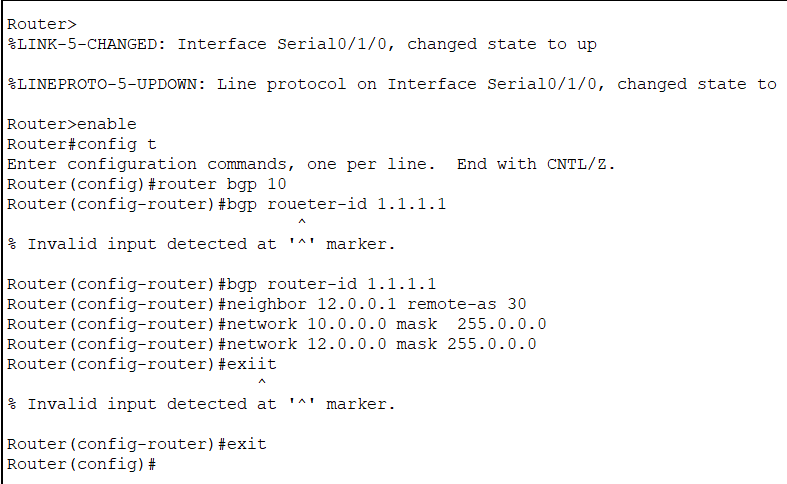 Router>
%LINK-5-CHANGED: Interface Serial0/1/0, changed state to up
%LINEPROTO-5-UPDOWN: Line protocol on Interface Serial0/1/0, changed state to
Router>enable
Router#config t
Enter configuration commands, one per line.  End with CNTL/Z.
Router(config)#router bgp 10
Router(config-router)#bgp roueter-id 1.1.1.1
^
% Invalid input detected at '^' marker.
Router(config-router)#bgp router-id 1.1.1.1
Router(config-router)#neighbor 12.0.0.1 remote-as 30
Router(config-router)#network 10.0.0.0 mask  255.0.0.0
Router(config-router)#network 12.0.0.0 mask 255.0.0.0
Router(config-router)#exiit
^
% Invalid input detected at '^' marker.
Router(config-router)#exit
Router(config)#